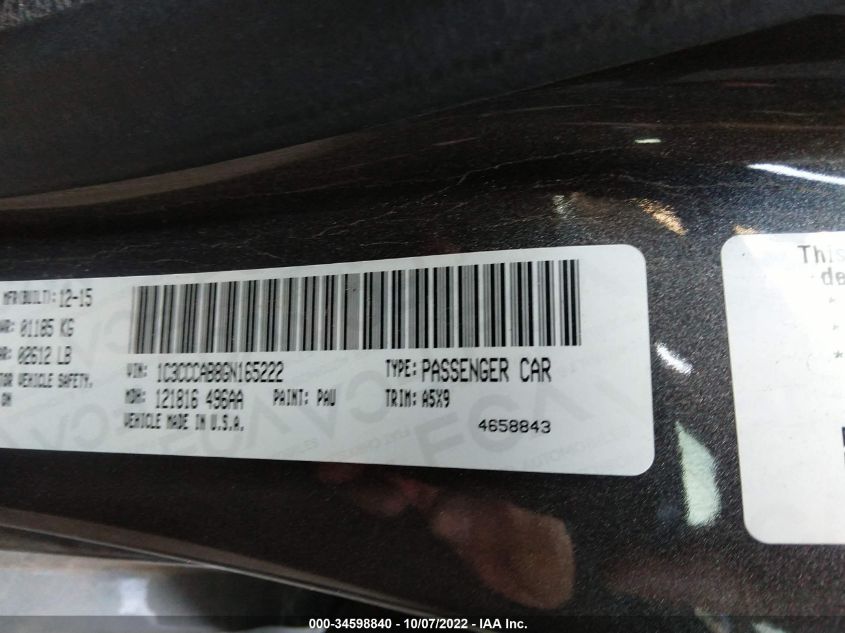 MFR(BUILT): 12-15
01185 KG
02612 LB
VEHICLE SAFETY.
VIN: 1C3CCCAB8GN165222
TYPE: PASSENGER CAR
MDH: 121816 496AA
PAINT: PAU
TRIM: A5X9
VEHICLE MADE IN U.S.A.
4658843
This
de
000-34598840 - 10/07/2022 - IAA Inc.